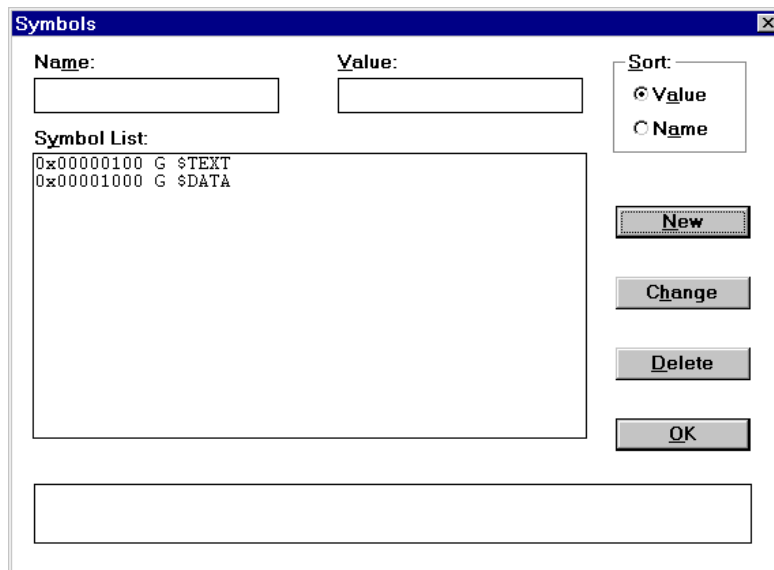 Symbols
Name:
Value:
Sort:
Value
Name
Symbol List:
0x00000100 G $TEXT
0x00001000 G $DATA
New
Change
Delete
OK